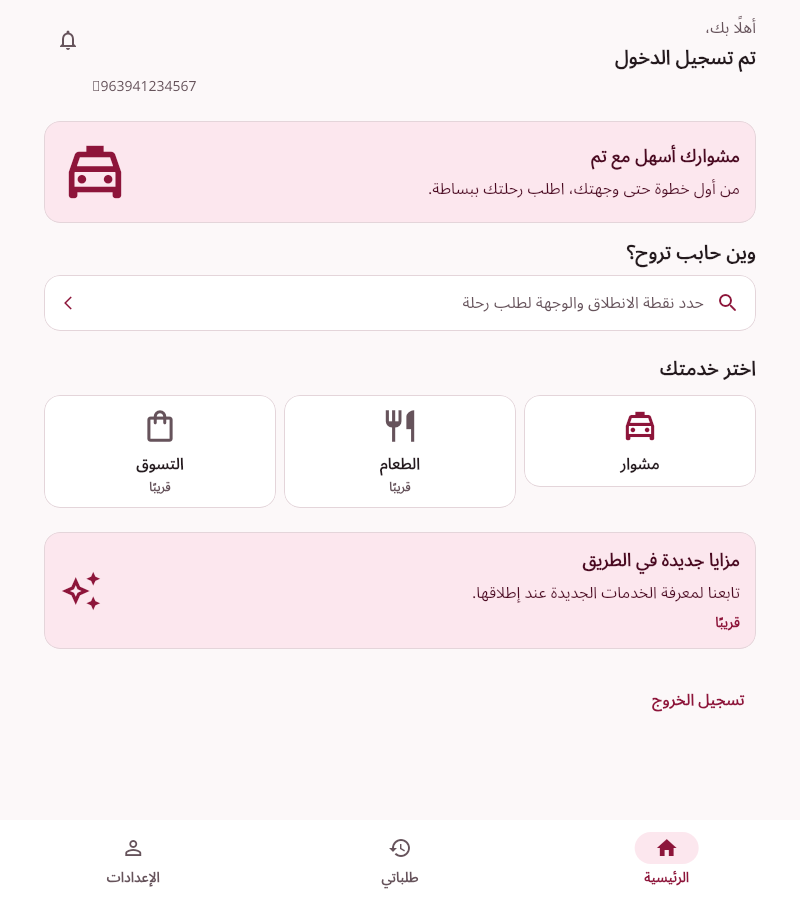 أهلًا بك،
تم تسجيل الدخول
963941234567
مشوارك أسهل مع تم
من أول خطوة حتى وجهتك، اطلب رحلتك ببساطة.
وين حابب تروح؟
حدد نقطة الانطلاق والوجهة لطلب رحلة
اختر خدمتك
مشوار
الطعام
قريبًا
التسوق
قريبًا
مزايا جديدة في الطريق
تابعنا لمعرفة الخدمات الجديدة عند إطلاقها.
قريبًا
تسجيل الخروج
الرئيسية
طلباتي
الإعدادات